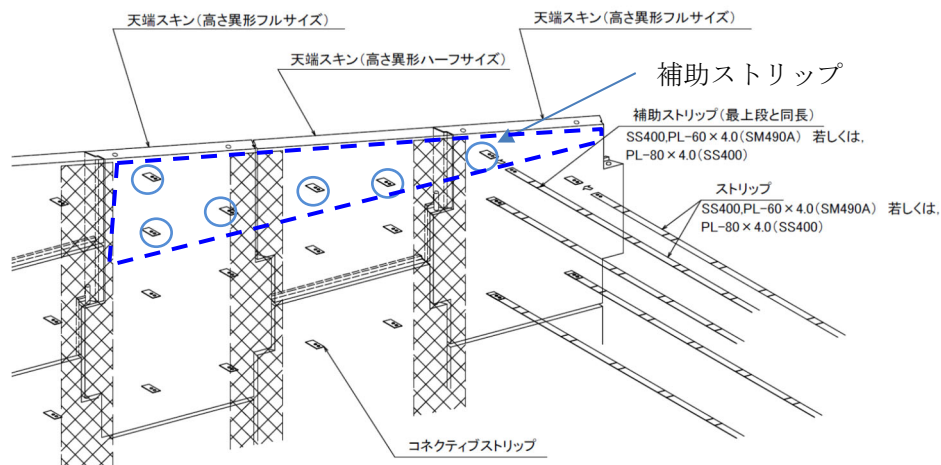 天端スキン(高さ異形フルサイズ)
天端スキン(高さ異形フルサイズ)
天端スキン(高さ異形ハーフサイズ)
補助ストリップ
補助ストリップ(最上段と同長)
SS400,PL-60×4.0(SM490A) 若しくは,
PL-80×4.0(SS400)
ストリップ
SS400,PL-60×4.0(SM490A) 若しくは,
PL-80×4.0(SS400)
コネクティブストリップ